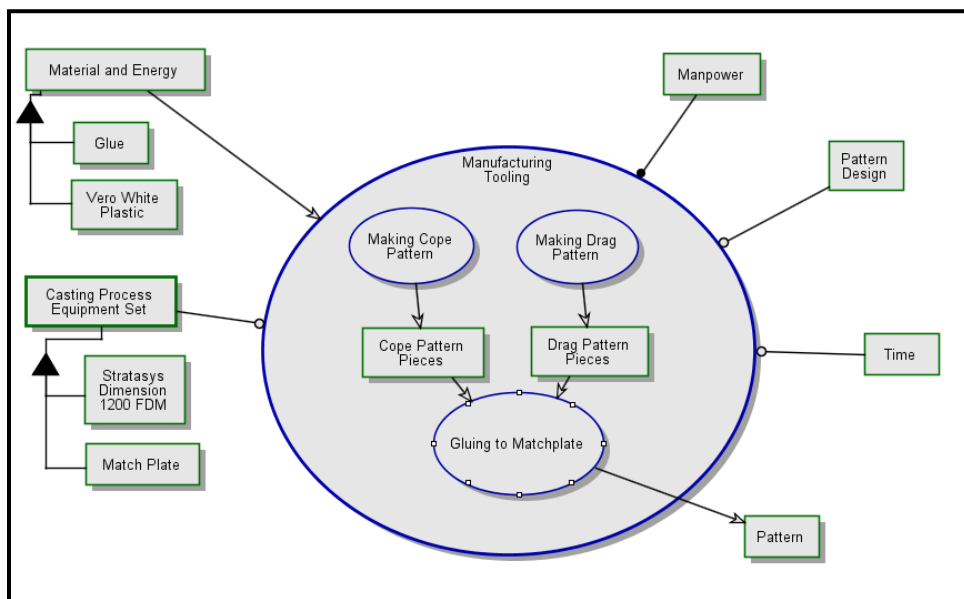 Material and Energy
Glue
Vero White
Plastic
Casting Process
Equipment Set
Stratasys
Dimension
1200 FDM
Match Plate
Manufacturing
Tooling
Making Cope
Pattern
Making Drag
Pattern
Cope Pattern
Pieces
Drag Pattern
Pieces
Gluing to Matchplate
Manpower
Pattern
Design
Time
Pattern